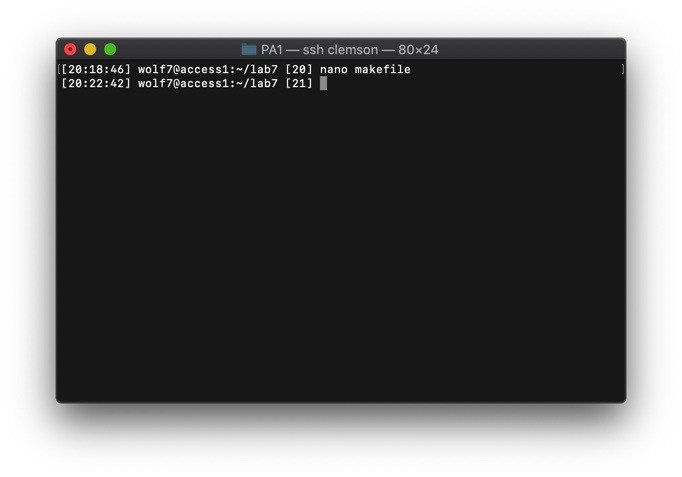 PA1 — ssh clemson — 80×24
[[20:18:46] wolf7@access1:~/lab7 [20] nano makefile ]
[20:22:42] wolf7@access1:~/lab7 [21]